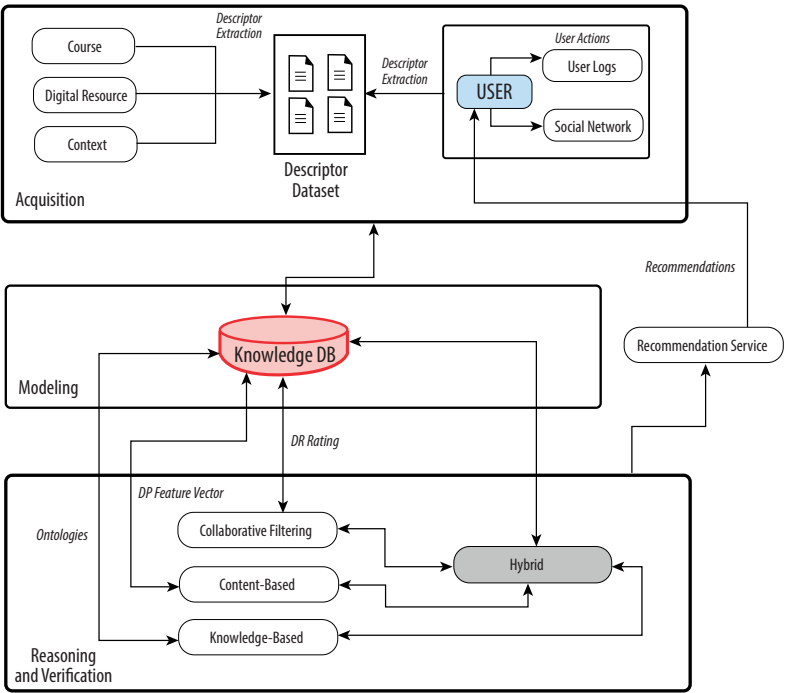 Descriptor
Extraction
Course
Digital Resource
Context
Descriptor
Dataset
Descriptor
Extraction
User Actions
USER
User Logs
Social Network
Acquisition
Recommendations
Recommendation Service
Knowledge DB
Modeling
DR Rating
DP Feature Vector
Ontologies
Collaborative Filtering
Content-Based
Knowledge-Based
Hybrid
Reasoning
and Verification